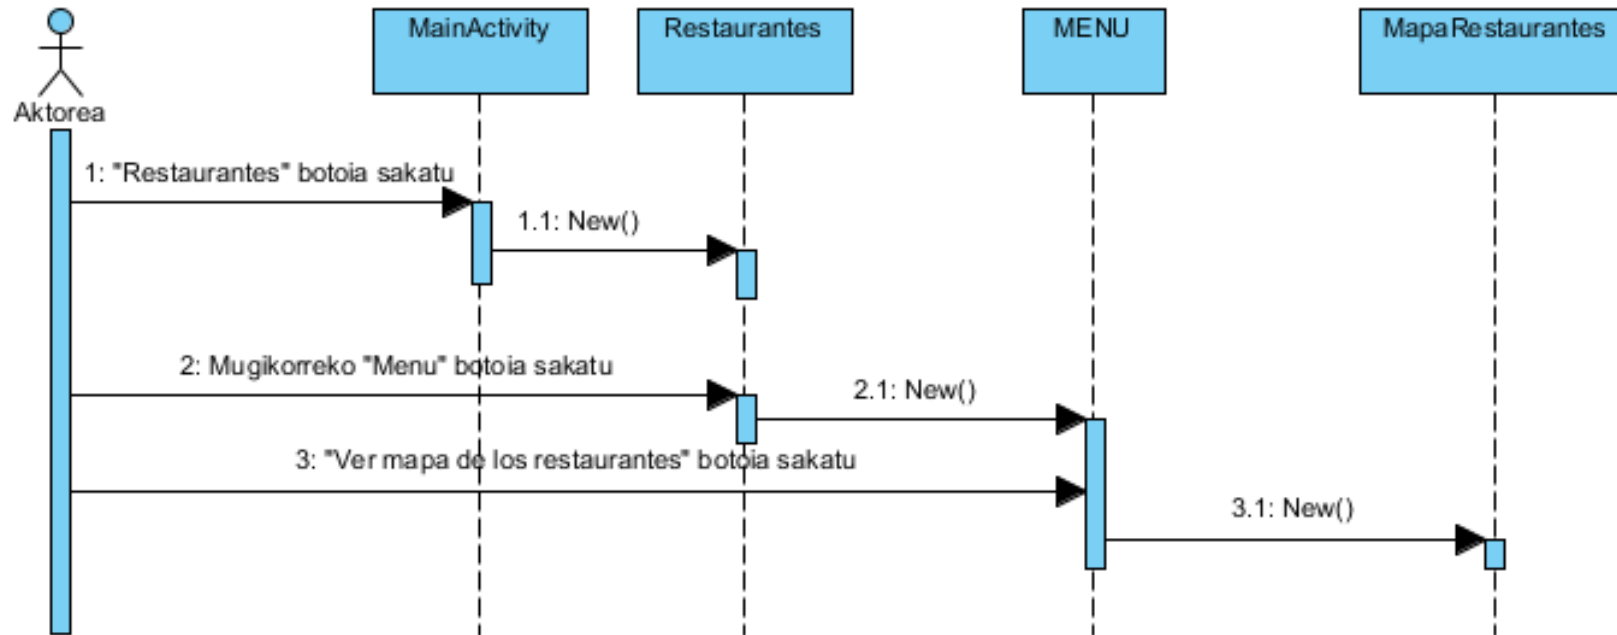 MainActivity
Restaurantes
MENU
MapaRestaurantes
Aktorea
1: "Restaurantes" botoia sakatu
1.1: New()
2: Mugikorreko "Menu" botoia sakatu
2.1: New()
3: "Ver mapa de los restaurantes" botoia sakatu
3.1: New()